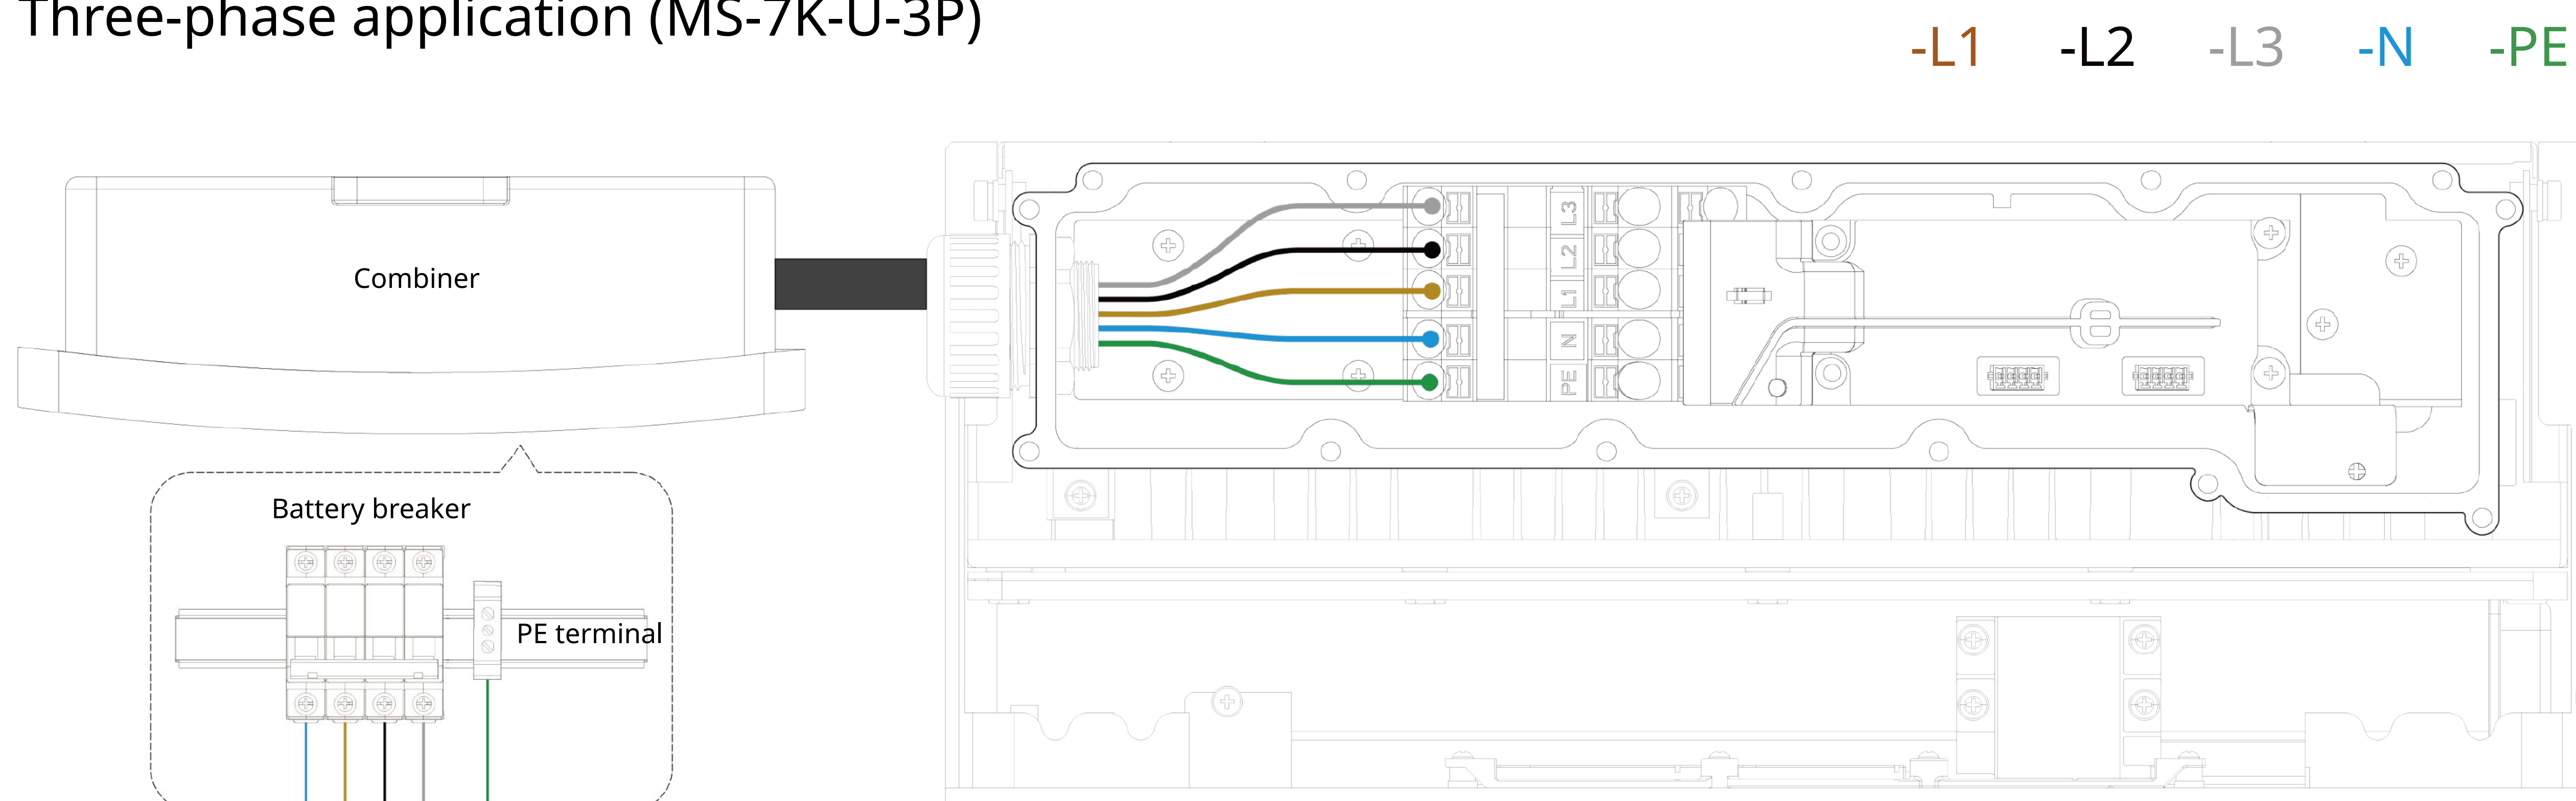 Three-phase application (MS-7K-U-3P)
-L1 -L2 -L3 -N -PE
Combiner
L3
L2
L1
N
PE
Battery breaker
PE terminal